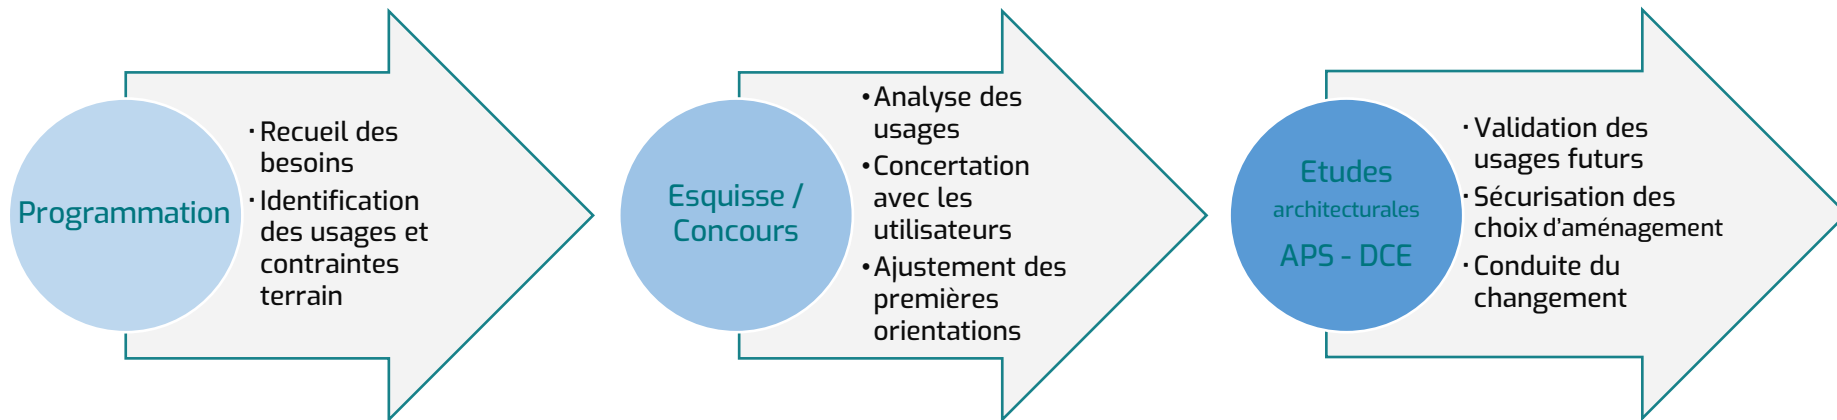 Programmation
· Recueil des
besoins
· Identification
des usages et
contraintes
terrain
Esquisse /
Concours
• Analyse des
usages
• Concertation
avec les
utilisateurs
• Ajustement des
premières
orientations
Etudes
architecturales
APS - DCE
· Validation des
usages futurs
· Sécurisation des
choix d'aménagement
· Conduite du
changement